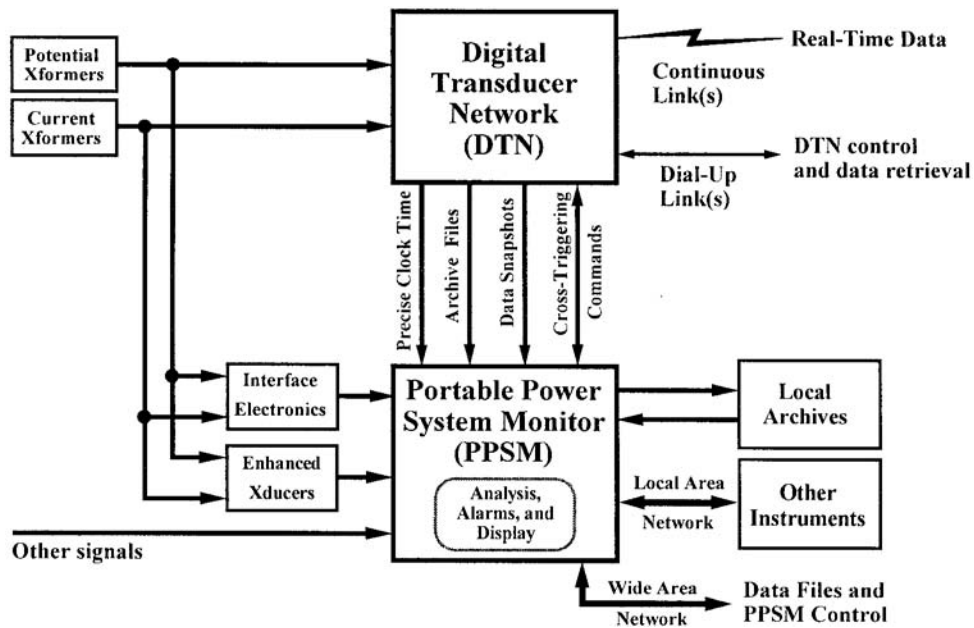 Potential
Xformers
Current
Xformers
Digital
Transducer
Network
(DTN)
Real-Time Data
Continuous
Link(s)
DTN control
and data retrieval
Dial-Up
Link(s)
Precise Clock Time
Archive Files
Data Snapshots
Cross-Triggering
Commands
Interface
Electronics
Enhanced
Xducers
Other signals
Portable Power
System Monitor
(PPSM)
Analysis,
Alarms, and
Display
Local
Archives
Local Area
Network
Other
Instruments
Wide Area
Network
Data Files and
PPSM Control